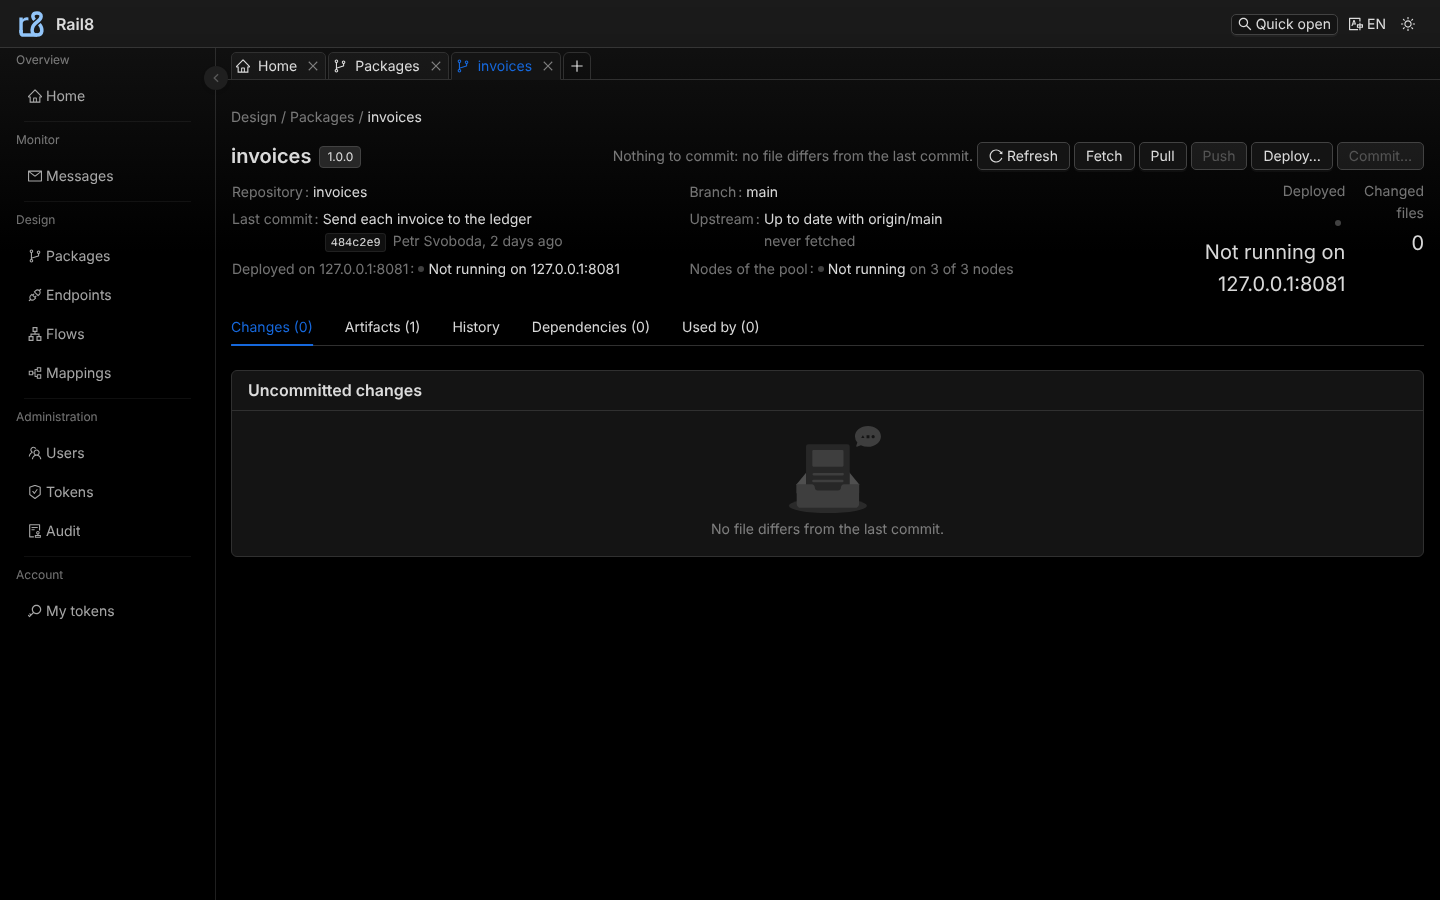 Rail8
Quick open
EN
Overview
Home
Monitor
Messages
Design
Packages
Endpoints
Flows
Mappings
Administration
Users
Tokens
Audit
Account
My tokens
Home
Packages
invoices
Design / Packages / invoices
invoices 1.0.0
Nothing to commit: no file differs from the last commit.
Refresh
Fetch
Pull
Push
Deploy...
Commit...
Repository: invoices
Branch: main
Last commit: Send each invoice to the ledger
484c2e9 Petr Svoboda, 2 days ago
Upstream: Up to date with origin/main
never fetched
Deployed on 127.0.0.1:8081: Not running on 127.0.0.1:8081
Nodes of the pool: Not running on 3 of 3 nodes
Deployed
Not running on
127.0.0.1:8081
Changed
files
0
Changes (0)
Artifacts (1)
History
Dependencies (0)
Used by (0)
Uncommitted changes
No file differs from the last commit.